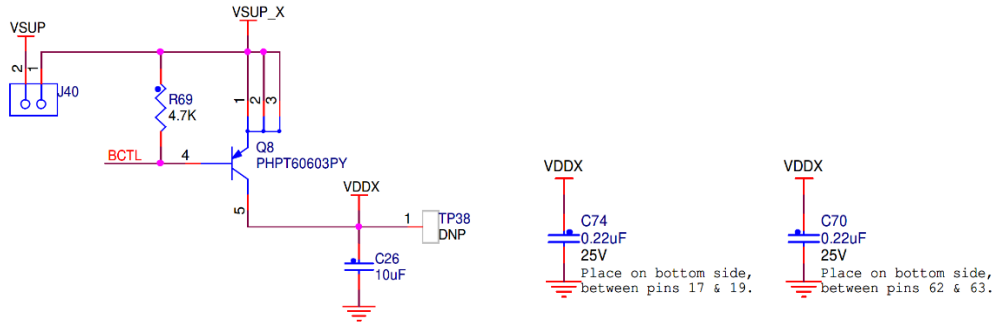 VSUP_X
VSUP
2
1
J40
R69
4.7K
1
2
3
BCTL
4
Q8
PHPT60603PY
5
VDDX
1
TP38
DNP
C26
10uF
VDDX
C74
0.22uF
25V
Place on bottom side,
between pins 17 & 19.
VDDX
C70
0.22uF
25V
Place on bottom side,
between pins 62 & 63.